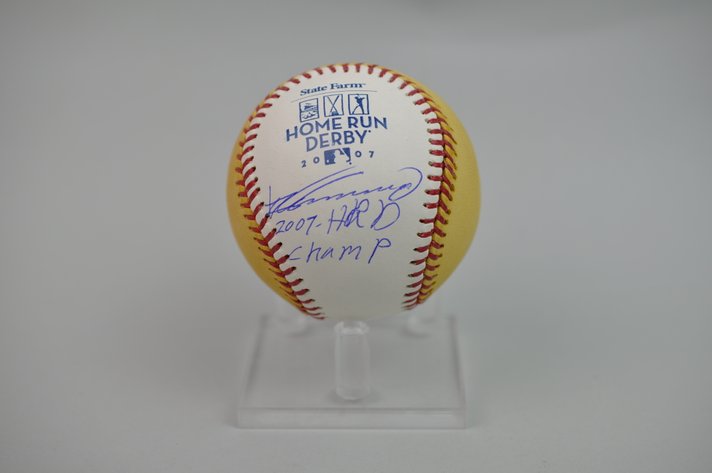 State Farm
HOME RUN
DERBY
2007
2007-HRD
Champ